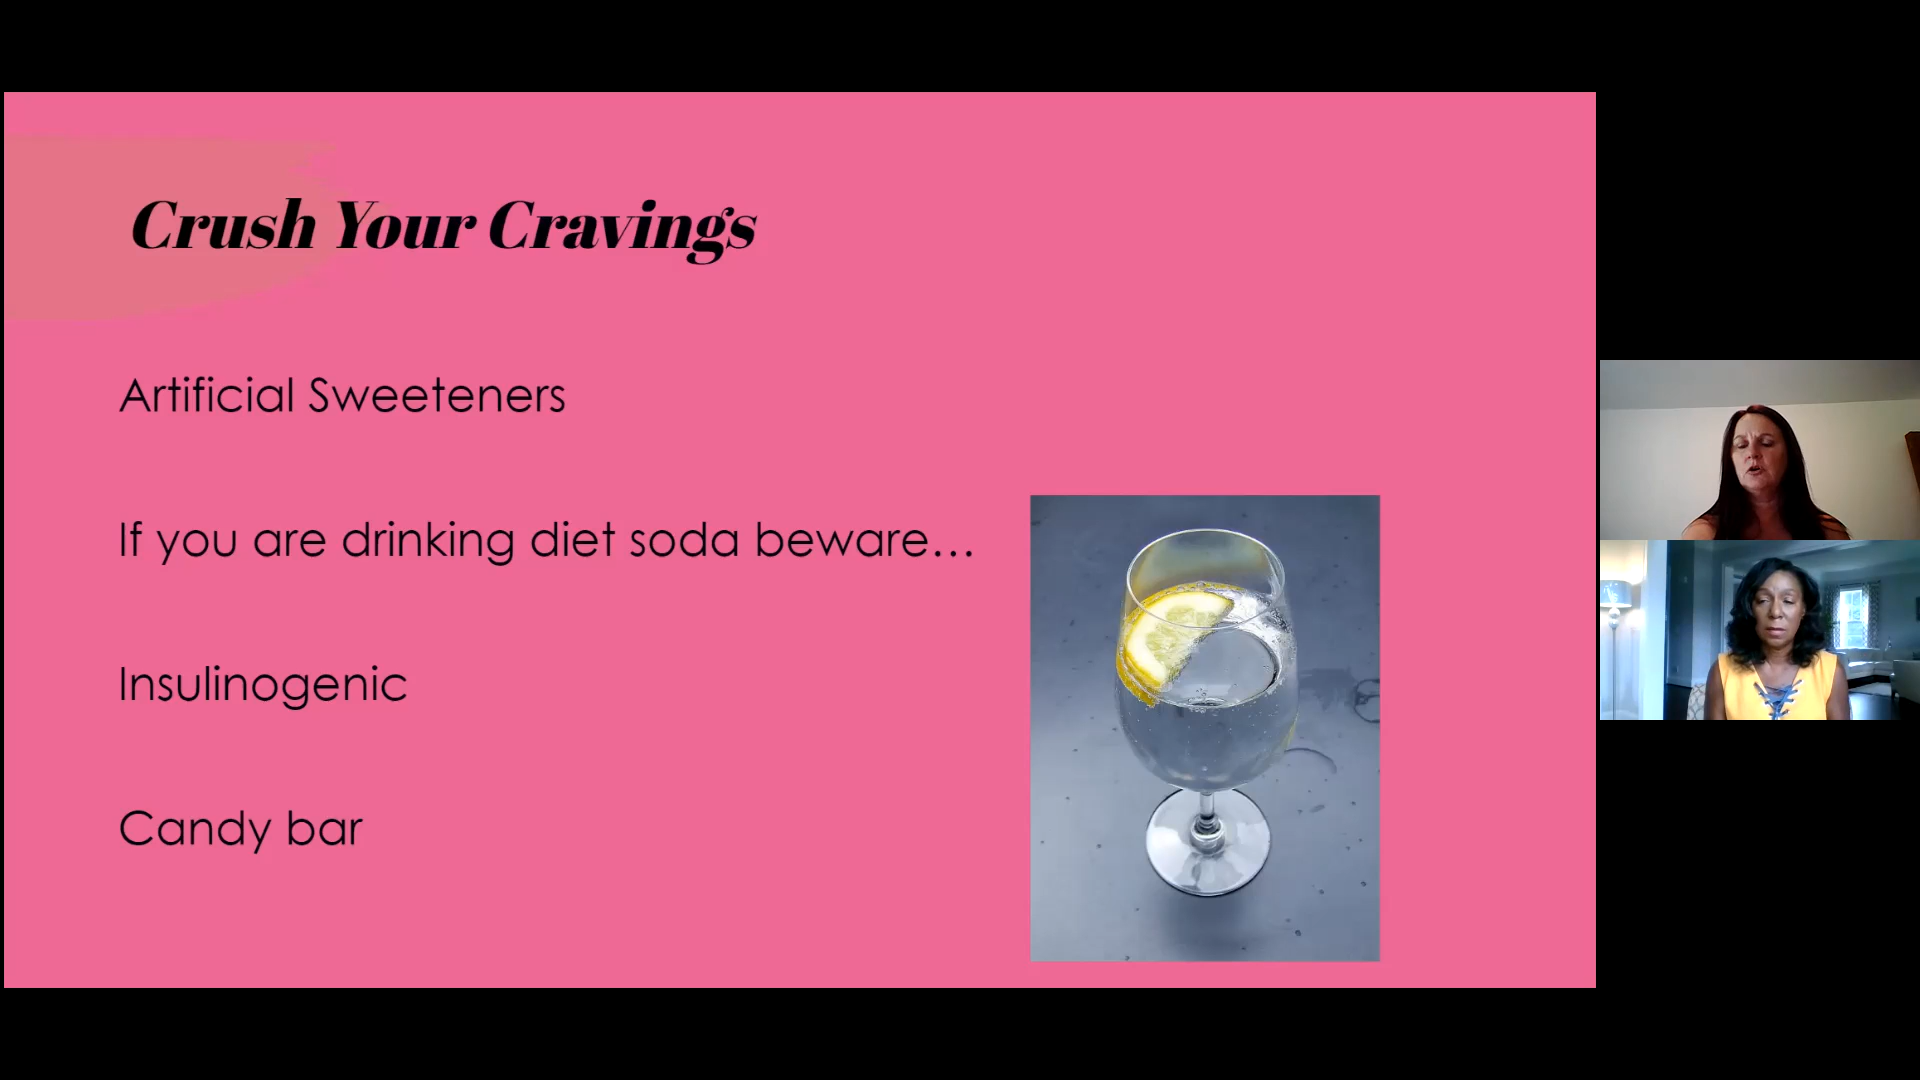 Crush Your Cravings
Artificial Sweeteners
If you are drinking diet soda beware...
Insulinogenic
Candy bar